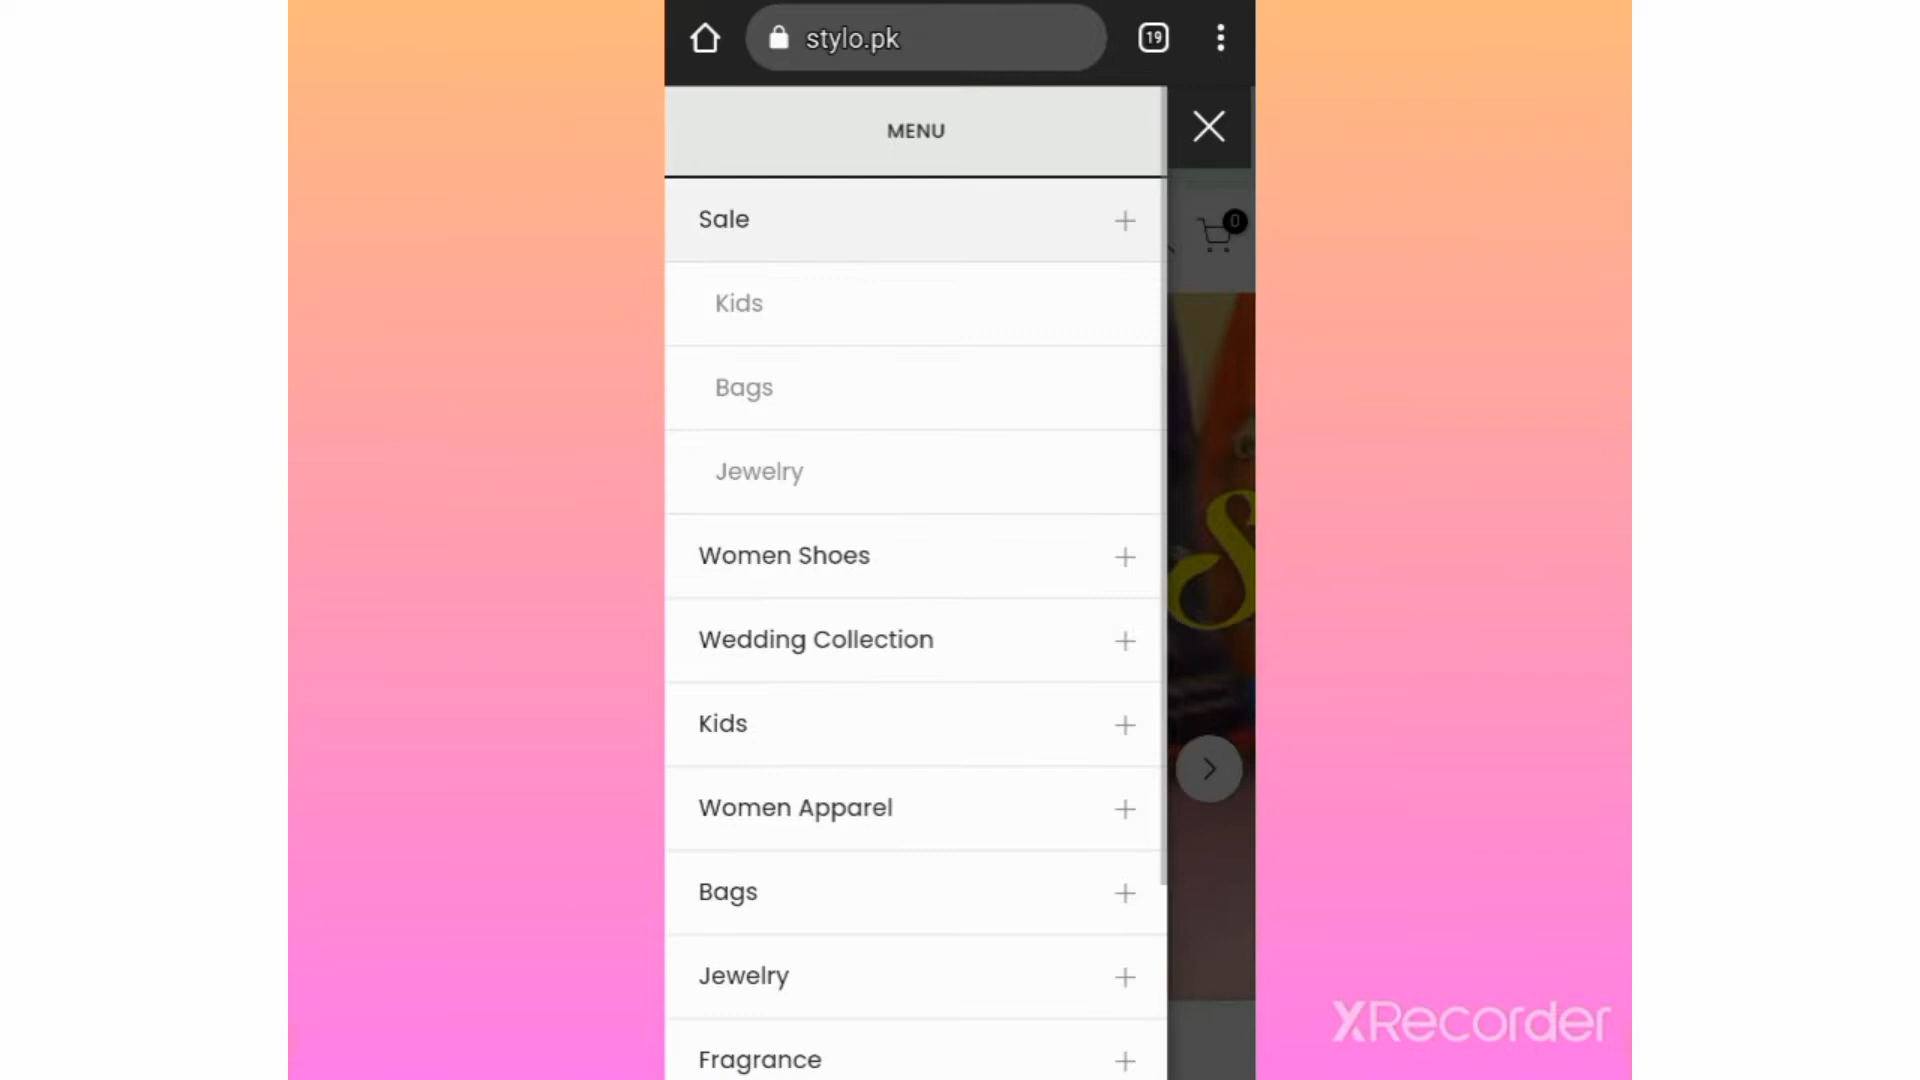 stylo.pk
19
MENU
Sale
0
Kids
Bags
Jewelry
Women Shoes
Wedding Collection
Kids
Women Apparel
Bags
Jewelry
Fragrance
XRecorder